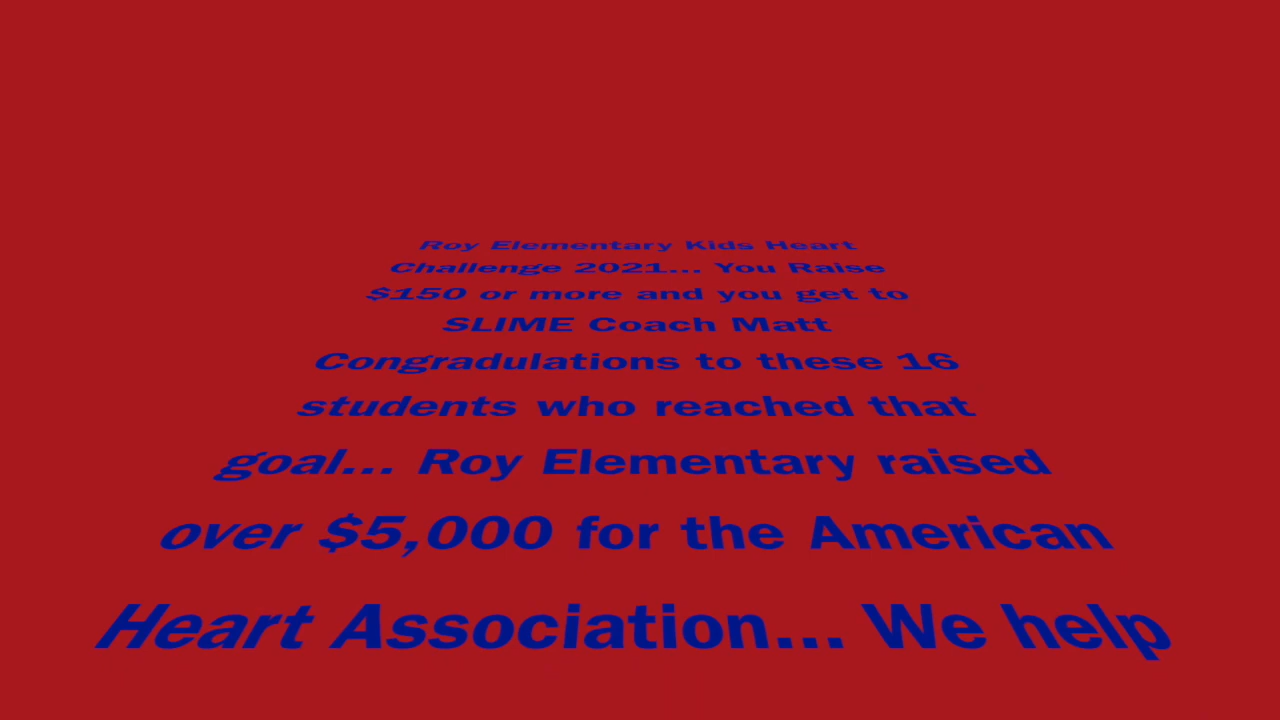 Roy Elementary Kids Heart
Challenge 2021... You Raise
$150 or more and you get to
SLIME Coach Matt
Congradulations to these 16
students who reached that
goal... Roy Elementary raised
over $5,000 for the American
Heart Association... We help